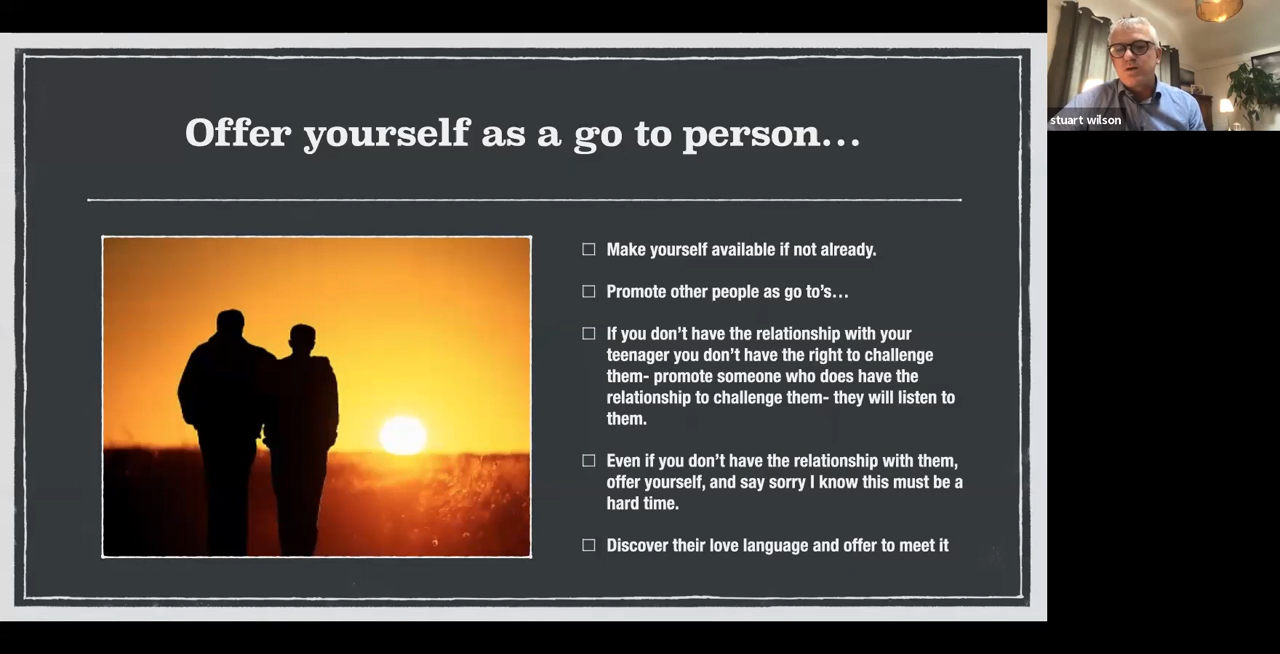 Offer yourself as a go to person…
Make yourself available if not already.
Promote other people as go to’s…
If you don’t have the relationship with your
teenager you don’t have the right to challenge
them- promote someone who does have the
relationship to challenge them- they will listen to
them.
Even if you don’t have the relationship with them,
offer yourself, and say sorry I know this must be a
hard time.
Discover their love language and offer to meet it
stuart wilson